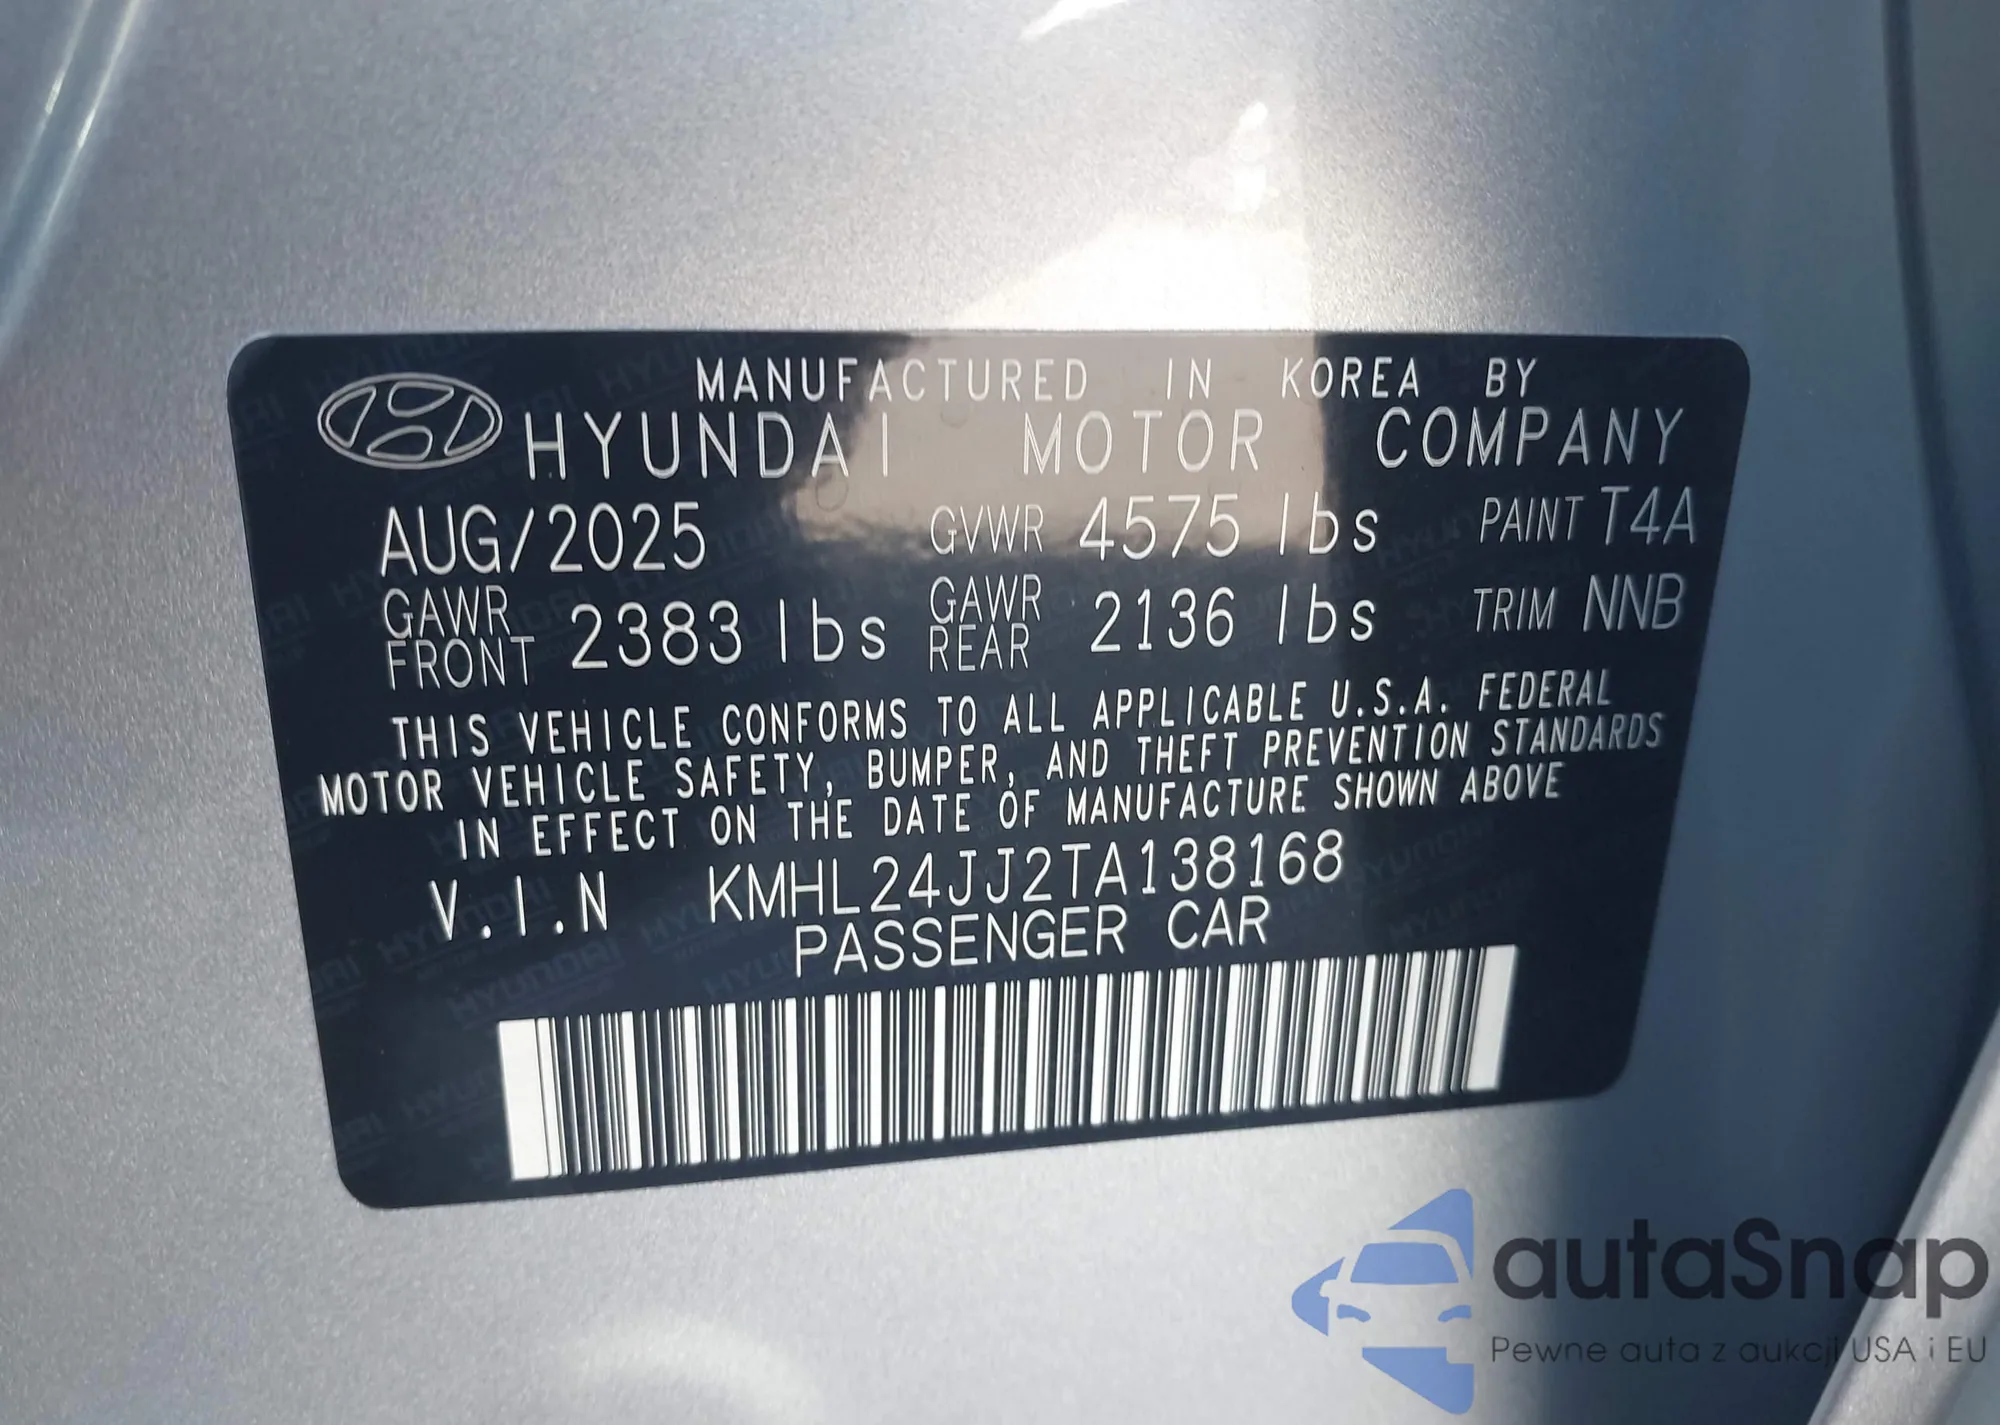 MANUFACTURED IN KOREA BY
HYUNDAI MOTOR COMPANY
AUG/2025 GVWR 4575 lbs PAINT T4A
GAWR FRONT 2383 lbs GAWR REAR 2136 lbs TRIM NNB
THIS VEHICLE CONFORMS TO ALL APPLICABLE U.S.A. FEDERAL
MOTOR VEHICLE SAFETY, BUMPER, AND THEFT PREVENTION STANDARDS
IN EFFECT ON THE DATE OF MANUFACTURE SHOWN ABOVE
V.I.N KMHL24JJ2TA138168
PASSENGER CAR
autaSnap
Pewne auta z aukcji USA i EU